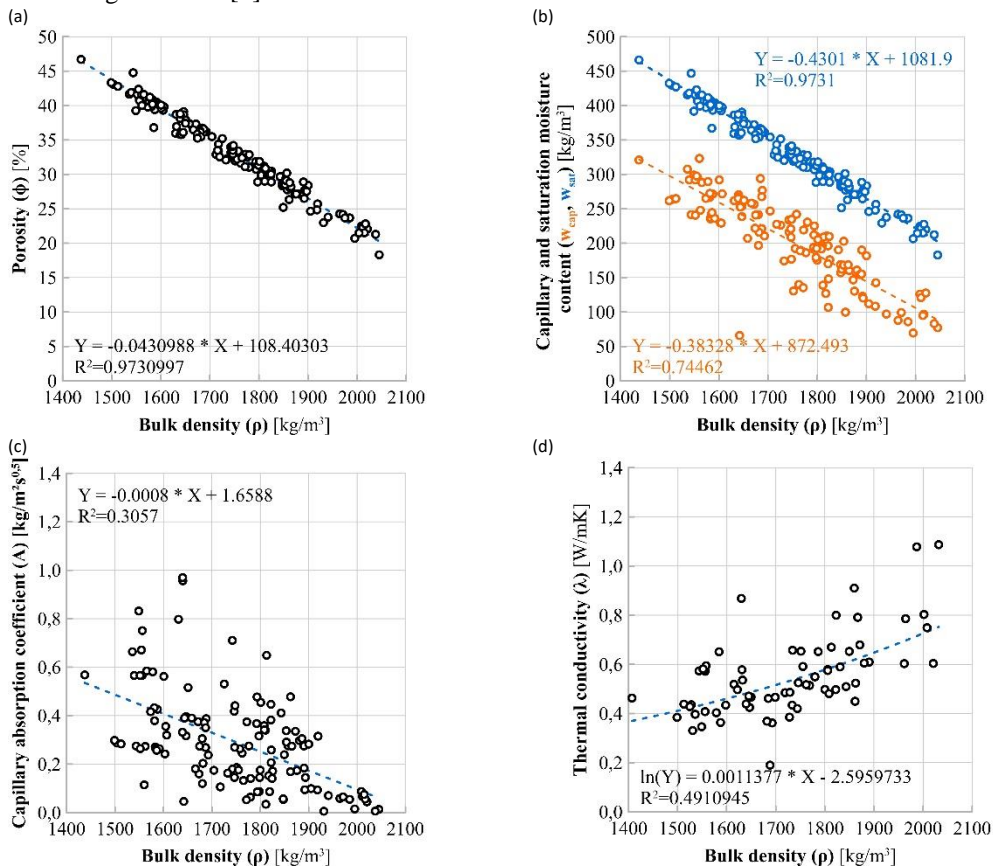 (a)
50
45
40
35
30
25
20
15
10
5
0
Porosity (ϕ) [%]
Y = -0.0430988 * X + 108.40303
R²=0.9730997
1400 1500 1600 1700 1800 1900 2000 2100
Bulk density (ρ) [kg/m³]
(b)
500
450
400
350
300
250
200
150
100
50
0
Capillary and saturation moisture
content (w_cap, w_sat) [kg/m³]
Y = -0.4301 * X + 1081.9
R²=0.9731
Y = -0.38328 * X + 872.493
R²=0.74462
1400 1500 1600 1700 1800 1900 2000 2100
Bulk density (ρ) [kg/m³]
(c)
1,4
1,2
1,0
0,8
0,6
0,4
0,2
0,0
Capillary absorption coefficient (A) [kg/m²s⁰·⁵]
Y = -0.0008 * X + 1.6588
R²=0.3057
1400 1500 1600 1700 1800 1900 2000 2100
Bulk density (ρ) [kg/m³]
(d)
1,4
1,2
1,0
0,8
0,6
0,4
0,2
0,0
Thermal conductivity (λ) [W/mK]
ln(Y) = 0.0011377 * X - 2.5959733
R²=0.4910945
1400 1500 1600 1700 1800 1900 2000 2100
Bulk density (ρ) [kg/m³]